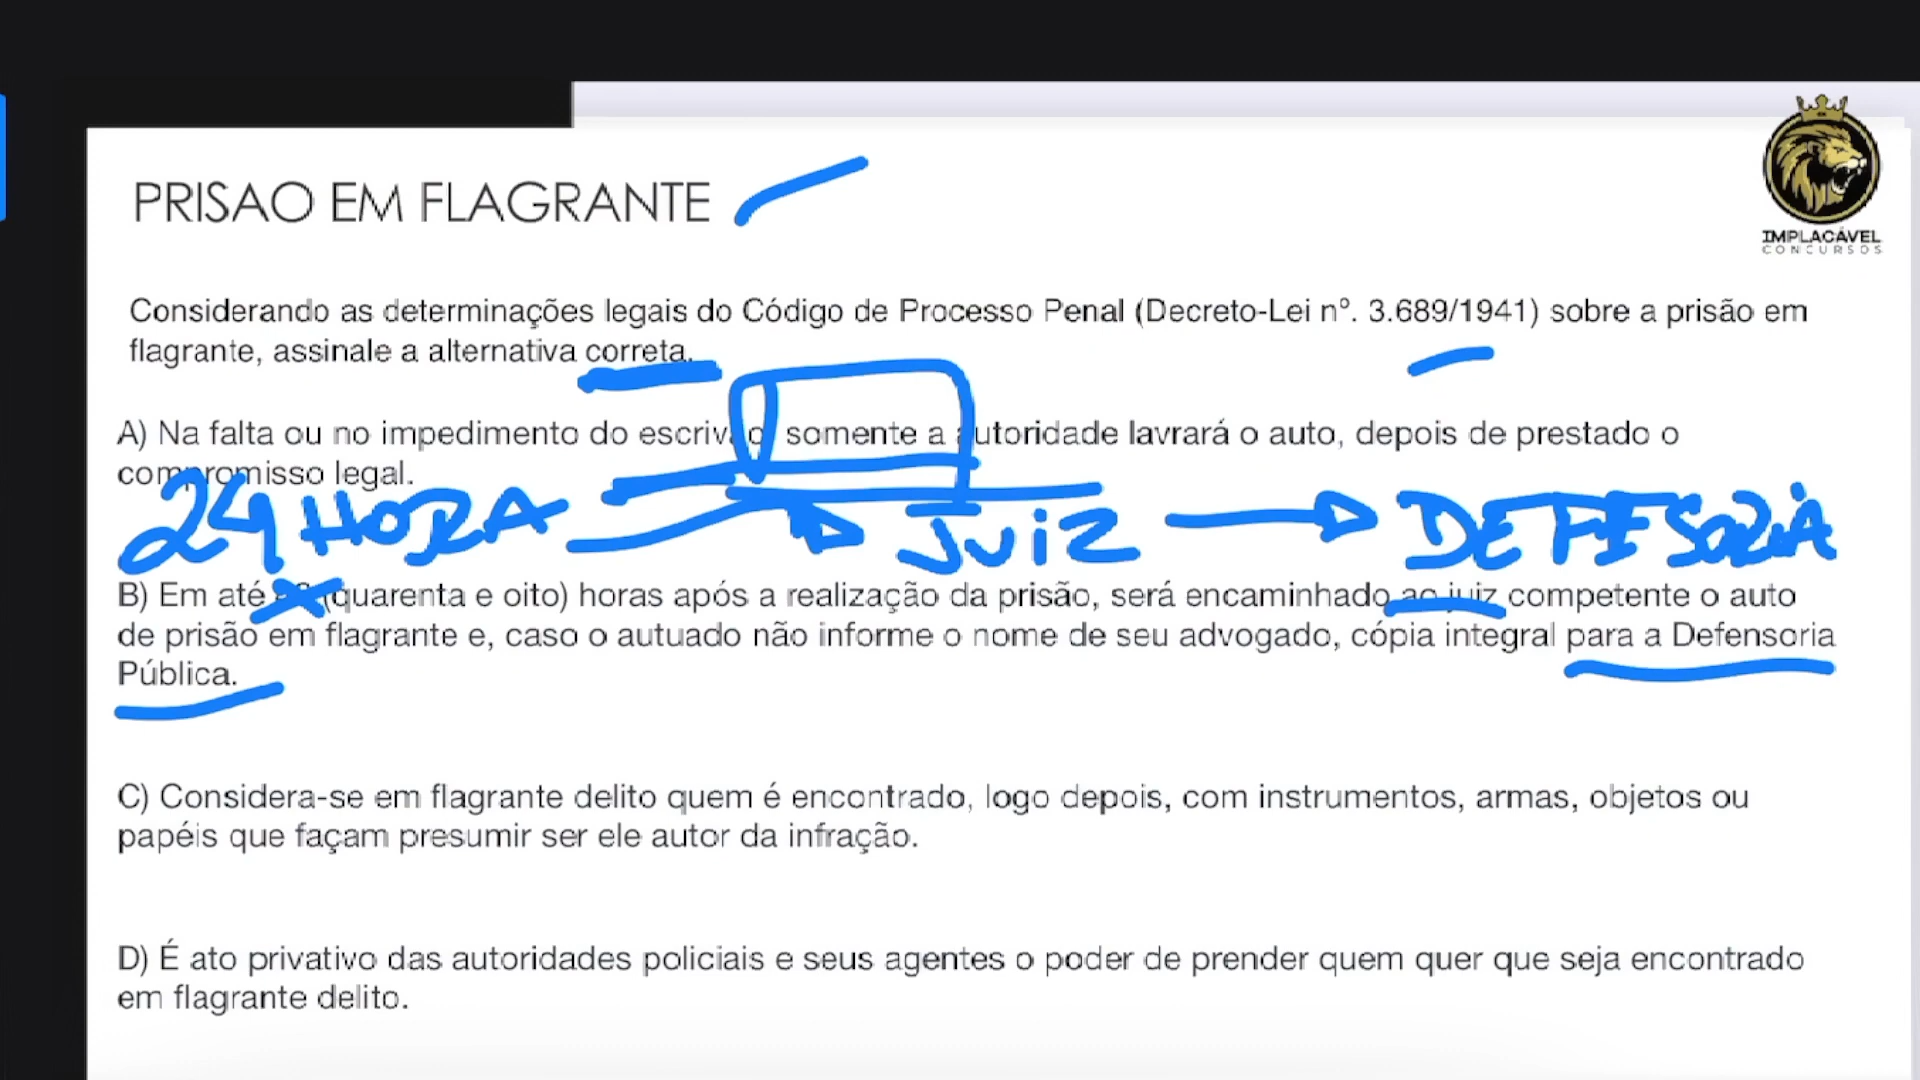 IMPLACÁVEL
CONCURSOS
PRISAO EM FLAGRANTE
Considerando as determinações legais do Código de Processo Penal (Decreto-Lei nº. 3.689/1941) sobre a prisão em
flagrante, assinale a alternativa correta.
A) Na falta ou no impedimento do escrivão, somente a autoridade lavrará o auto, depois de prestado o
compromisso legal.
24 HORA JUIZ DEFESORIA
B) Em até (quarenta e oito) horas após a realização da prisão, será encaminhado ao juiz competente o auto
de prisão em flagrante e, caso o autuado não informe o nome de seu advogado, cópia integral para a Defensoria
Pública.
C) Considera-se em flagrante delito quem é encontrado, logo depois, com instrumentos, armas, objetos ou
papéis que façam presumir ser ele autor da infração.
D) É ato privativo das autoridades policiais e seus agentes o poder de prender quem quer que seja encontrado
em flagrante delito.